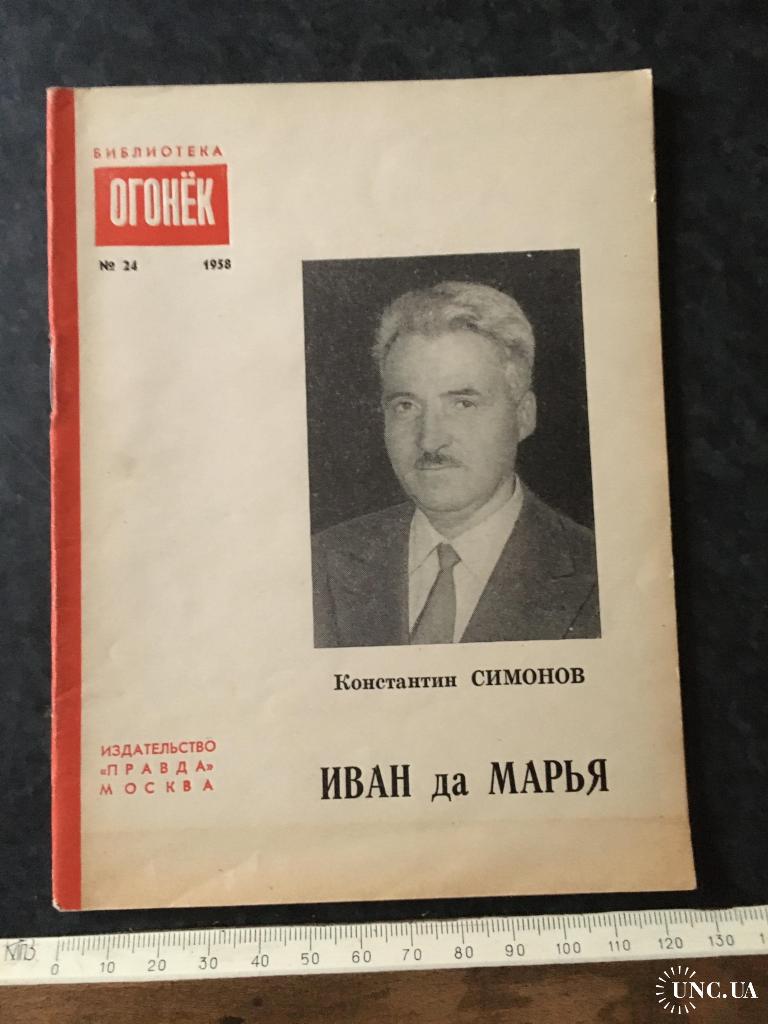 БИБЛИОТЕКА
ОГОНЁК
№ 24 1958
Константин СИМОНОВ
ИЗДАТЕЛЬСТВО
«ПРАВДА»
МОСКВА
ИВАН да МАРЬЯ
0 10 20 30 40 50 60 70 80 90 100 110 120 130
UNC.UA